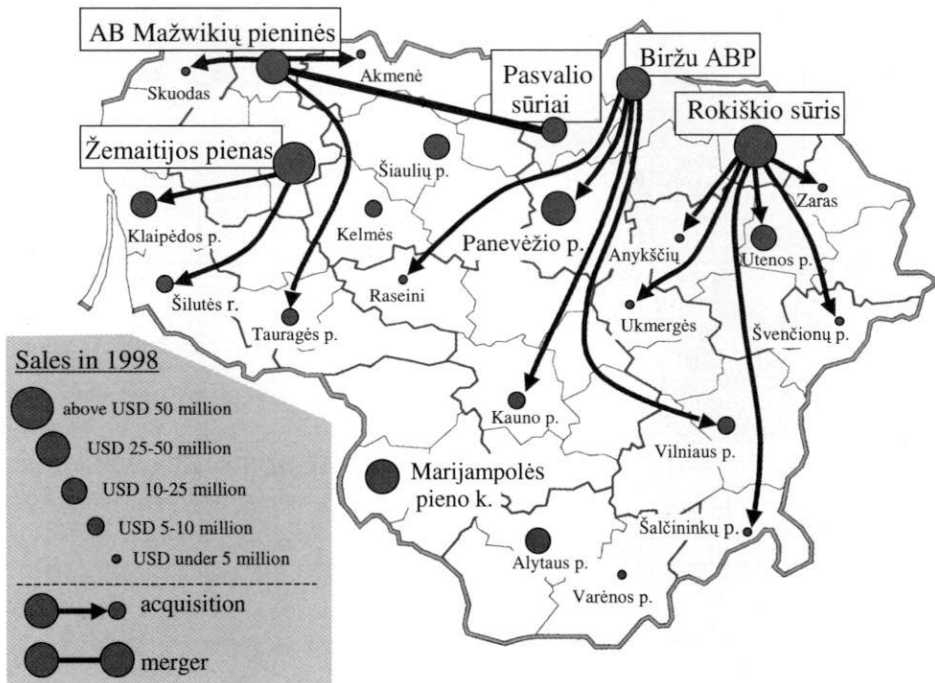 AB Mažwikių pieninės
Akmenė
Skuodas
Pasvalio
sūriai
Biržu ABP
Rokiškio sūris
Žemaitijos pienas
Šiaulių p.
Zaras
Klaipėdos p.
Kelmės
Panevėžio p.
Anykščių
Utenos p.
Šilutės r.
Raseini
Tauragės p.
Ukmergės
Švenčionų p.
Sales in 1998
above USD 50 million
USD 25-50 million
USD 10-25 million
USD 5-10 million
USD under 5 million
acquisition
merger
Kauno p.
Vilniaus p.
Marijampolės
pieno k.
Šalčininkų p.
Alytaus p.
Varėnos p.